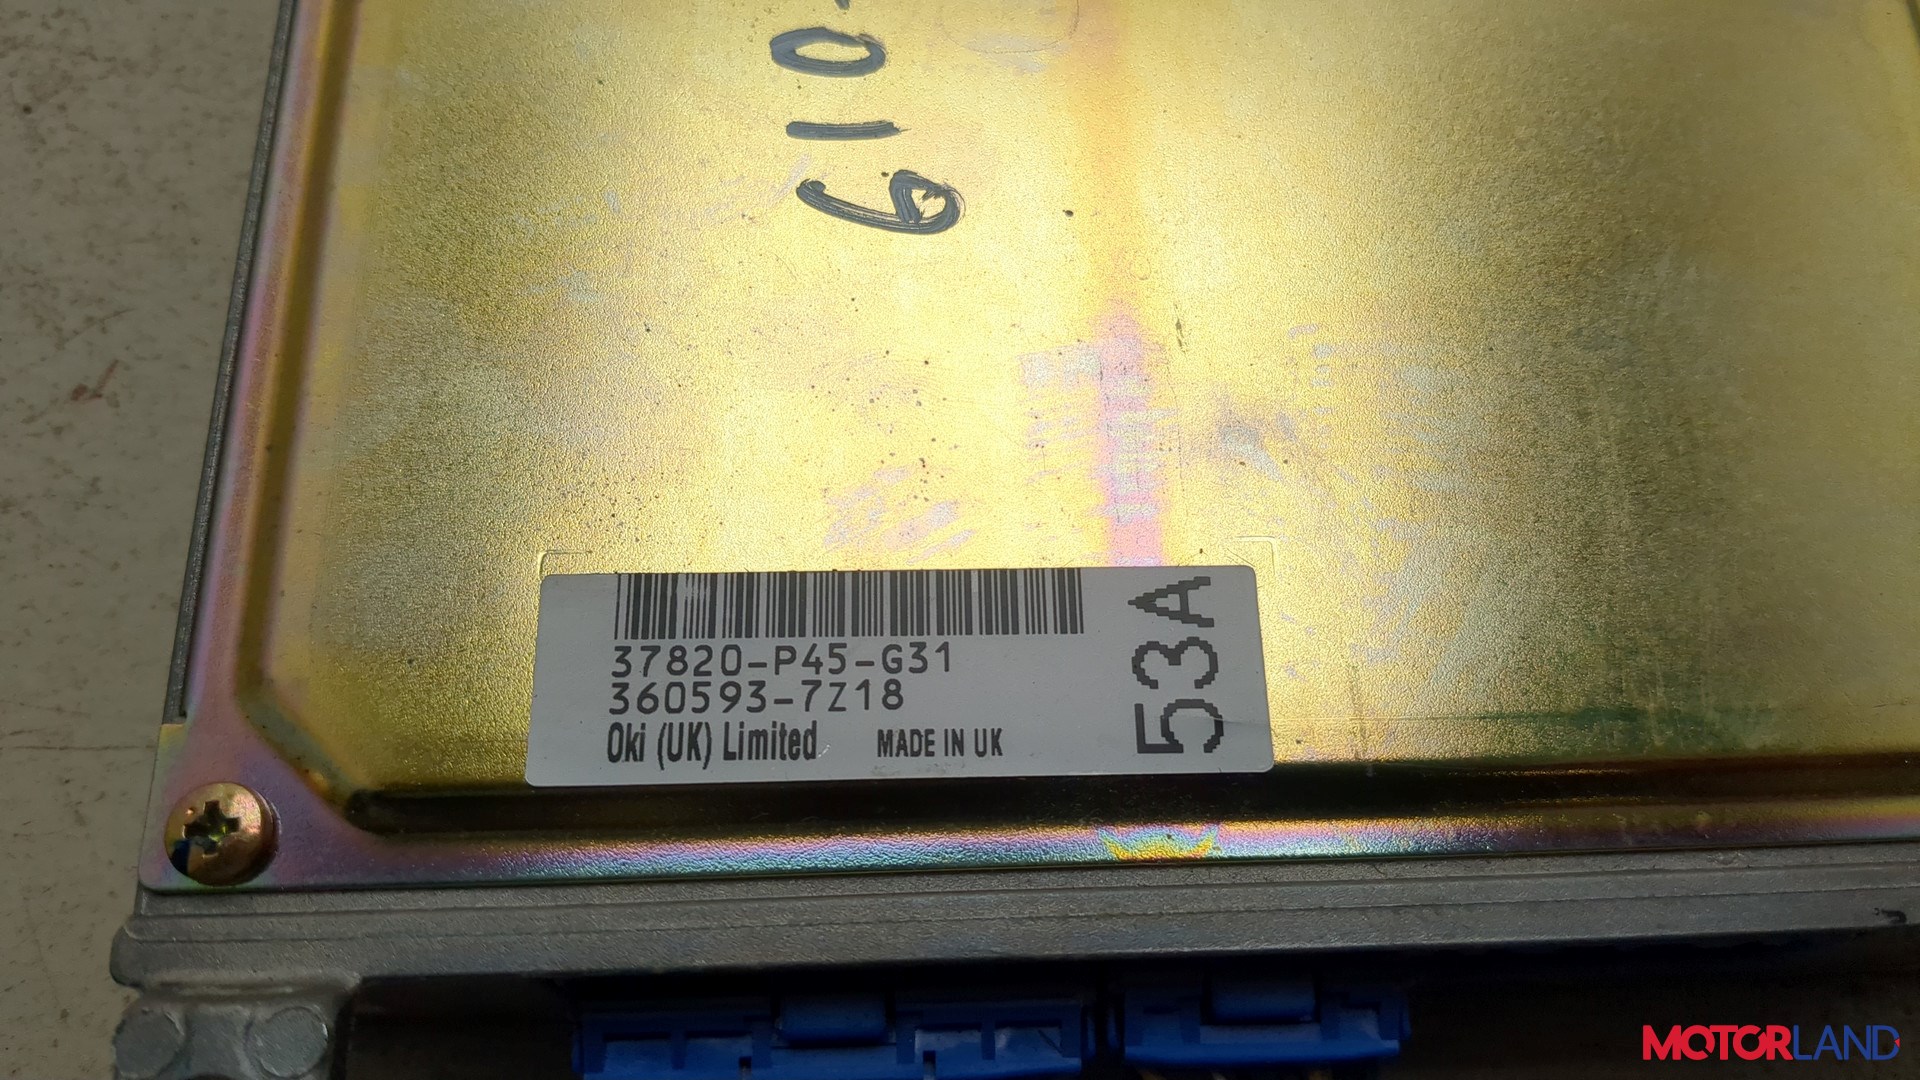 610-
37820-P45-G31
360593-7Z18
Oki (UK) Limited MADE IN UK
53A
MOTORLAND